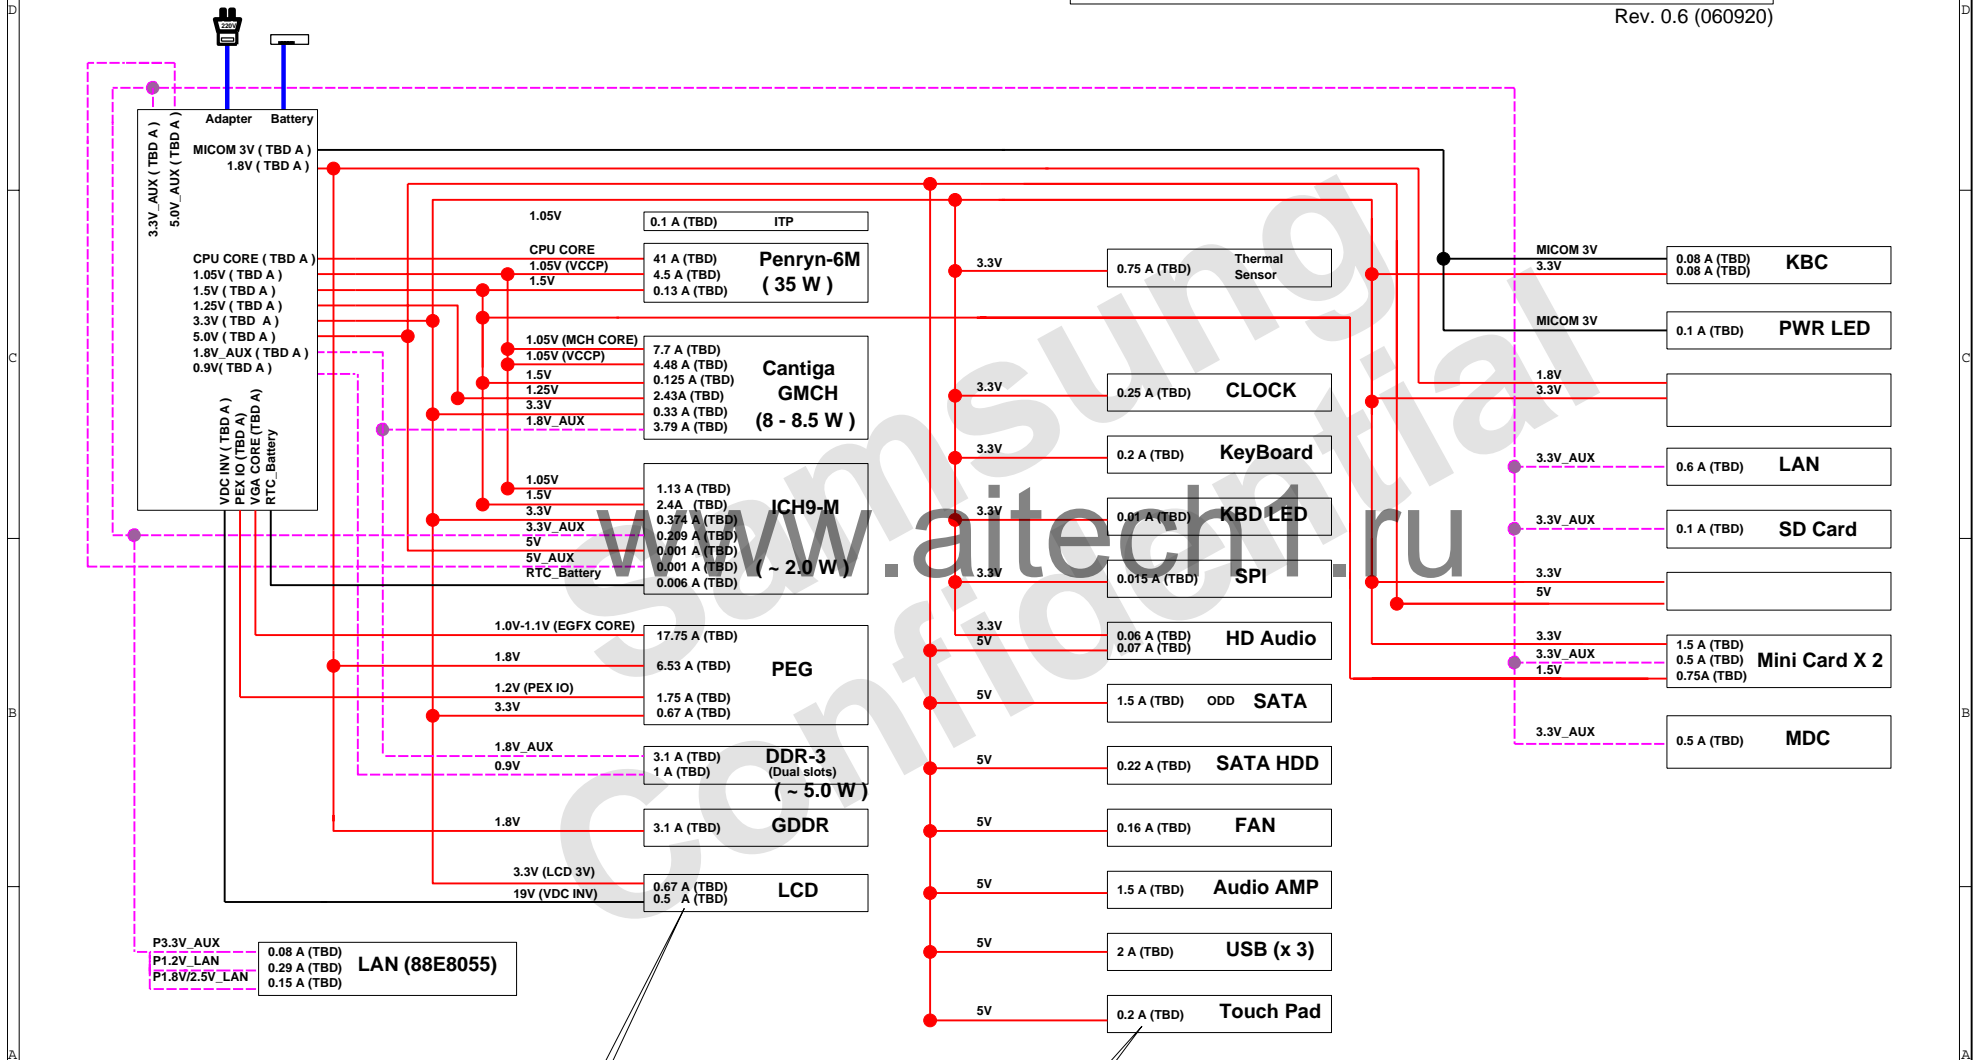 D
D
Rev. 0.6 (060920)
220V
Adapter
Battery
3.3V_AUX ( TBD A )
5.0V_AUX ( TBD A )
MICOM 3V ( TBD A )
1.8V ( TBD A )
CPU CORE ( TBD A )
1.05V ( TBD A )
1.5V ( TBD A )
1.25V ( TBD A )
3.3V ( TBD A )
5.0V ( TBD A )
1.8V_AUX ( TBD A )
0.9V( TBD A )
VDC INV ( TBD A )
PEX IO (TBD A)
VGA CORE (TBD A)
RTC_Battery
1.05V
0.1 A (TBD) ITP
CPU CORE
1.05V (VCCP)
1.5V
41 A (TBD)
4.5 A (TBD)
0.13 A (TBD)
Penryn-6M
( 35 W )
1.05V (MCH CORE)
1.05V (VCCP)
1.5V
1.25V
3.3V
1.8V_AUX
7.7 A (TBD)
4.48 A (TBD)
0.125 A (TBD)
2.43A (TBD)
0.33 A (TBD)
3.79 A (TBD)
Cantiga
GMCH
(8 - 8.5 W )
1.05V
1.5V
3.3V
3.3V_AUX
5V
5V_AUX
RTC_Battery
1.13 A (TBD)
2.4A (TBD)
0.374 A (TBD)
0.209 A (TBD)
0.001 A (TBD)
0.001 A (TBD)
0.006 A (TBD)
ICH9-M
( ~ 2.0 W )
1.0V-1.1V (EGFX CORE)
1.8V
1.2V (PEX IO)
3.3V
17.75 A (TBD)
6.53 A (TBD)
1.75 A (TBD)
0.67 A (TBD)
PEG
1.8V_AUX
0.9V
3.1 A (TBD)
1 A (TBD)
DDR-3
(Dual slots)
( ~ 5.0 W )
1.8V
3.1 A (TBD) GDDR
3.3V (LCD 3V)
19V (VDC INV)
0.67 A (TBD)
0.5 A (TBD)
LCD
P3.3V_AUX
P1.2V_LAN
P1.8V/2.5V_LAN
0.08 A (TBD)
0.29 A (TBD)
0.15 A (TBD)
LAN (88E8055)
3.3V
0.75 A (TBD)
Thermal
Sensor
3.3V
0.25 A (TBD) CLOCK
3.3V
0.2 A (TBD) KeyBoard
3.3V
0.01 A (TBD) KBD LED
3.3V
0.015 A (TBD) SPI
3.3V
5V
0.06 A (TBD)
0.07 A (TBD)
HD Audio
5V
1.5 A (TBD) ODD SATA
5V
0.22 A (TBD) SATA HDD
5V
0.16 A (TBD) FAN
5V
1.5 A (TBD) Audio AMP
5V
2 A (TBD) USB (x 3)
5V
0.2 A (TBD) Touch Pad
MICOM 3V
3.3V
0.08 A (TBD)
0.08 A (TBD)
KBC
MICOM 3V
0.1 A (TBD) PWR LED
1.8V
3.3V
3.3V_AUX
0.6 A (TBD) LAN
3.3V_AUX
0.1 A (TBD) SD Card
3.3V
5V
3.3V
3.3V_AUX
1.5V
1.5 A (TBD)
0.5 A (TBD)
0.75A (TBD)
Mini Card X 2
3.3V_AUX
0.5 A (TBD) MDC
Samsung
Confidential
www.aitech1.ru
C
C
B
B
A
A